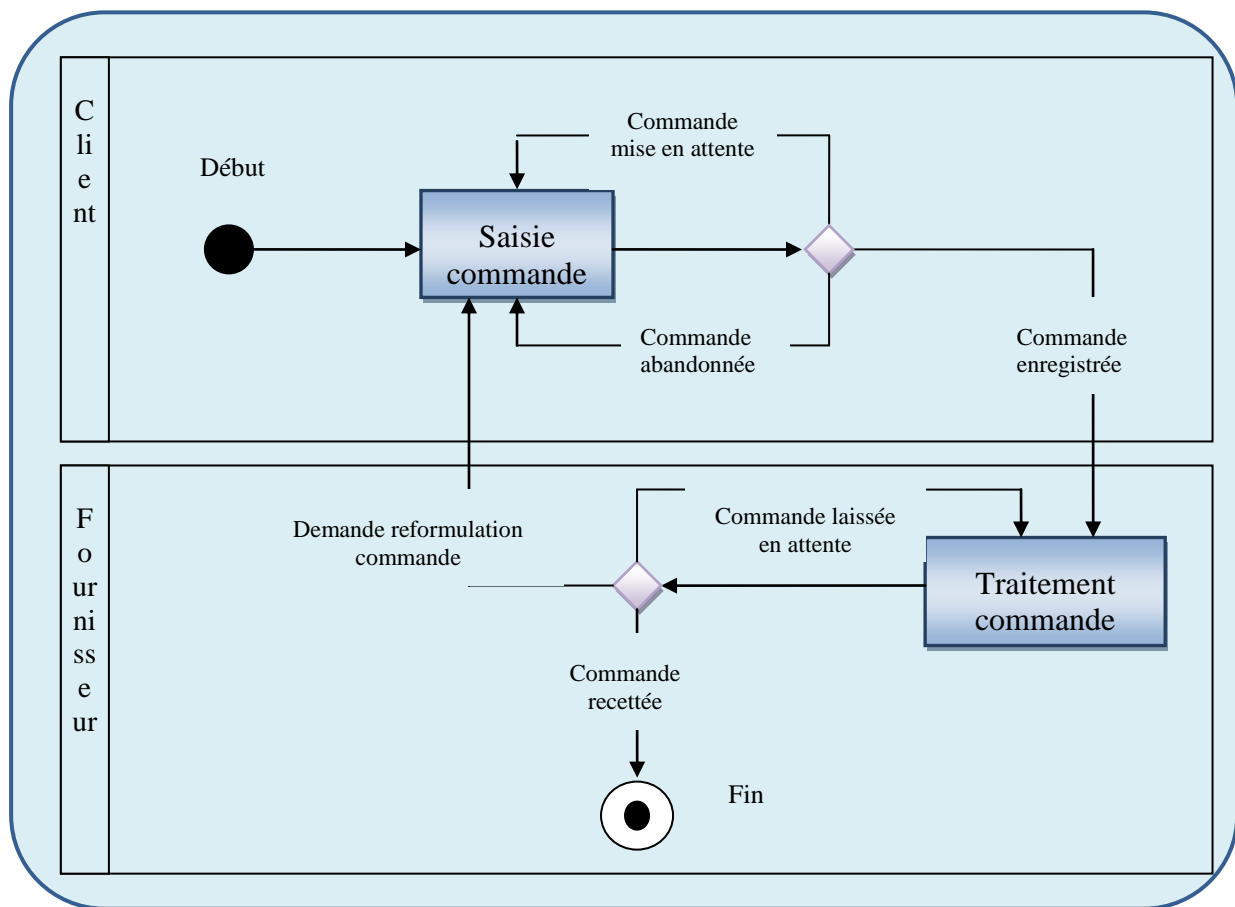 C
li
e
nt
Début
Commande
mise en attente
Saisie
commande
Commande
abandonnée
Commande
enregistrée
F
o
ur
ni
ss
e
ur
Demande reformulation
commande
Commande laissée
en attente
Traitement
commande
Commande
recettée
Fin